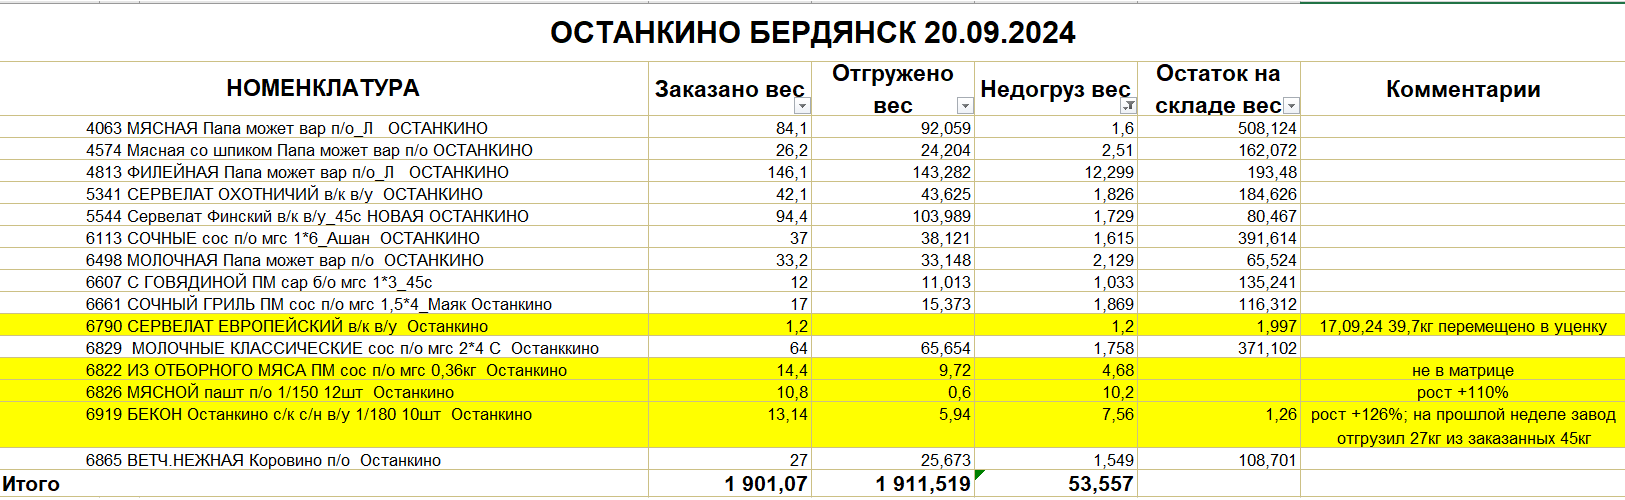 ОСТАНКИНО БЕРДЯНСК 20.09.2024
НОМЕНКЛАТУРА Заказано вес Отгружено вес Недогруз вес Остаток на складе вес Комментарии
4063 МЯСНАЯ Папа может вар п/о_Л ОСТАНКИНО 84,1 92,059 1,6 508,124
4574 Мясная со шпиком Папа может вар п/о ОСТАНКИНО 26,2 24,204 2,51 162,072
4813 ФИЛЕЙНАЯ Папа может вар п/о_Л ОСТАНКИНО 146,1 143,282 12,299 193,48
5341 СЕРВЕЛАТ ОХОТНИЧИЙ в/к в/у ОСТАНКИНО 42,1 43,625 1,826 184,626
5544 Сервелат Финский в/к в/у_45с НОВАЯ ОСТАНКИНО 94,4 103,989 1,729 80,467
6113 СОЧНЫЕ сос п/о мгс 1*6_Ашан ОСТАНКИНО 37 38,121 1,615 391,614
6498 МОЛОЧНАЯ Папа может вар п/о ОСТАНКИНО 33,2 33,148 2,129 65,524
6607 С ГОВЯДИНОЙ ПМ сар б/о мгс 1*3_45с 12 11,013 1,033 135,241
6661 СОЧНЫЙ ГРИЛЬ ПМ сос п/о мгс 1,5*4_Маяк Останкино 17 15,373 1,869 116,312
6790 СЕРВЕЛАТ ЕВРОПЕЙСКИЙ в/к в/у Останкино 1,2 1,2 1,997 17,09,24 39,7кг перемещено в уценку
6829 МОЛОЧНЫЕ КЛАССИЧЕСКИЕ сос п/о мгс 2*4 С Останккино 64 65,654 1,758 371,102
6822 ИЗ ОТБОРНОГО МЯСА ПМ сос п/о мгс 0,36кг Останкино 14,4 9,72 4,68 не в матрице
6826 МЯСНОЙ пашт п/о 1/150 12шт Останкино 10,8 0,6 10,2 рост +110%
6919 БЕКОН Останкино с/к с/н в/у 1/180 10шт Останкино 13,14 5,94 7,56 1,26 рост +126%; на прошлой неделе завод
отгрузил 27кг из заказанных 45кг
6865 ВЕТЧ.НЕЖНАЯ Коровино п/о Останкино 27 25,673 1,549 108,701
Итого 1 901,07 1 911,519 53,557